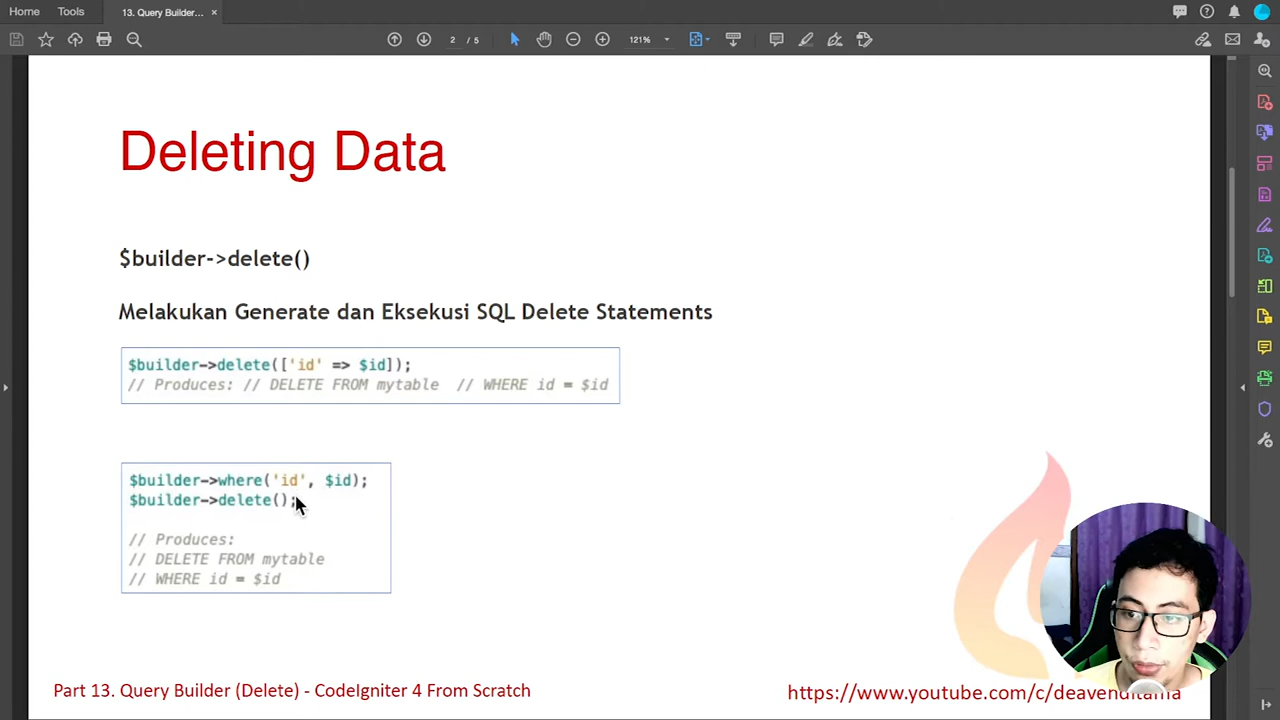 Home Tools 13. Query Builder... ×
2 / 5 121%
Deleting Data
$builder->delete()
Melakukan Generate dan Eksekusi SQL Delete Statements
$builder->delete(['id' => $id]);
// Produces: // DELETE FROM mytable // WHERE id = $id
$builder->where('id', $id);
$builder->delete();
// Produces:
// DELETE FROM mytable
// WHERE id = $id
Part 13. Query Builder (Delete) - CodeIgniter 4 From Scratch
https://www.youtube.com/c/deavenditama